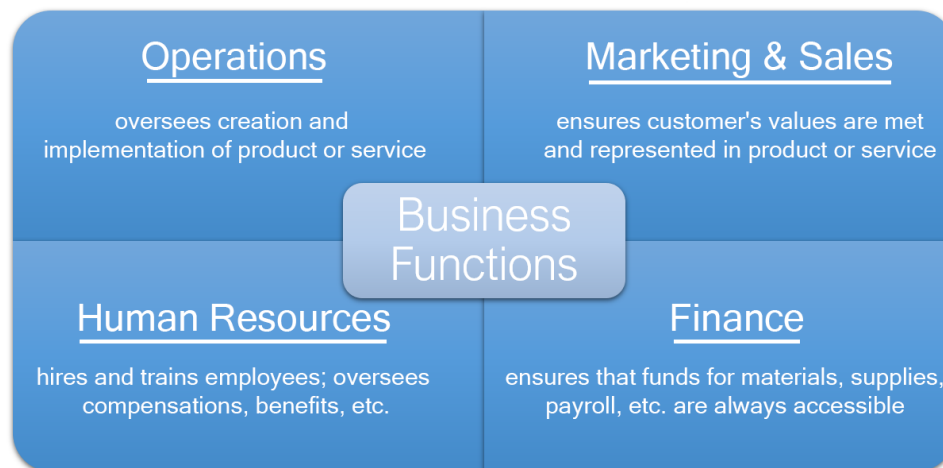 Operations
oversees creation and
implementation of product or service
Marketing & Sales
ensures customer's values are met
and represented in product or service
Business
Functions
Human Resources
hires and trains employees; oversees
compensations, benefits, etc.
Finance
ensures that funds for materials, supplies,
payroll, etc. are always accessible